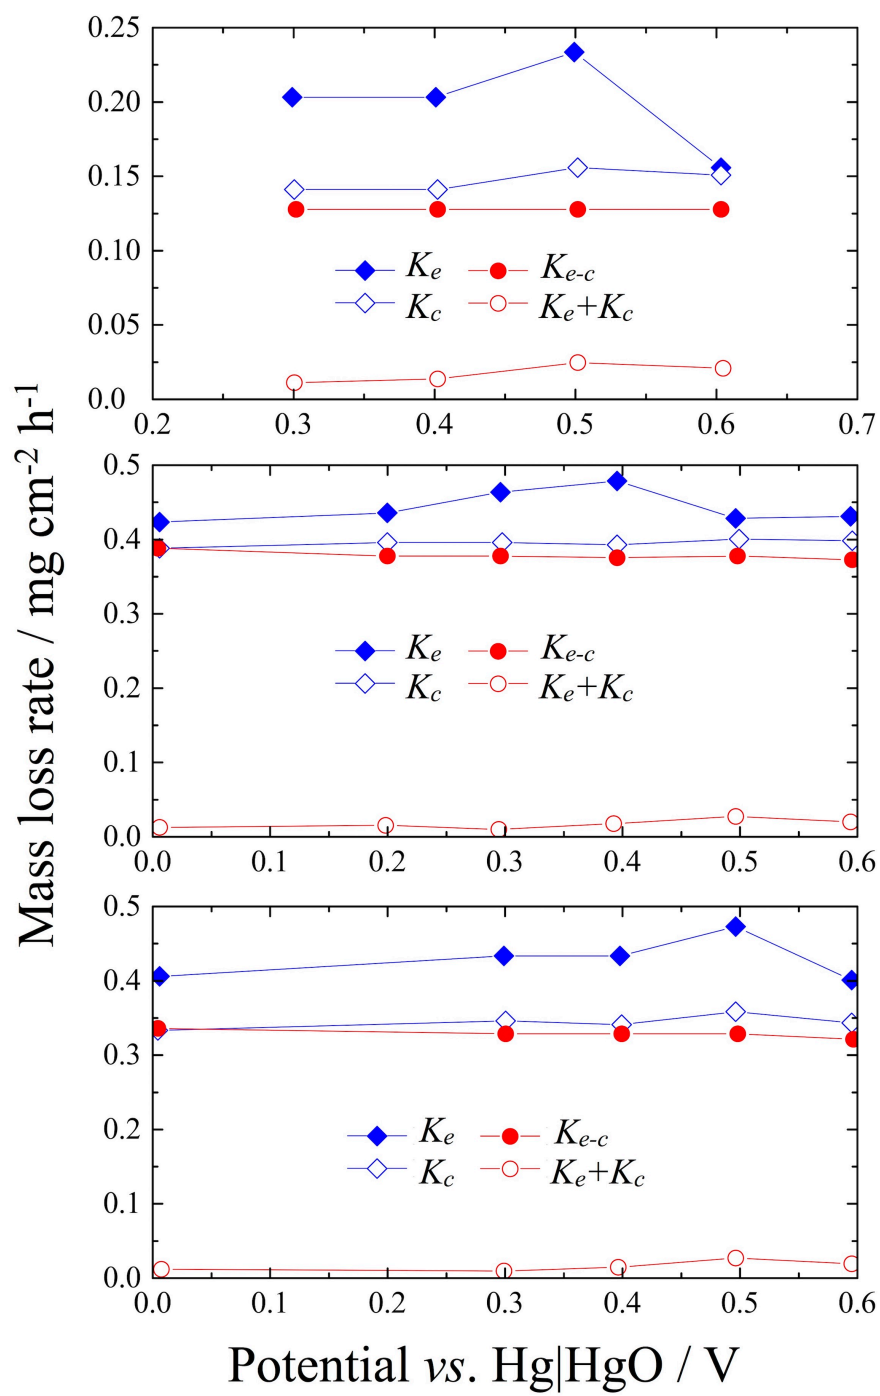 Mass loss rate / mg cm⁻² h⁻¹
0.25
0.20
0.15
0.10
0.05
0.0
Kₑ Kₑ₋c
Kc Kₑ+Kc
0.2 0.3 0.4 0.5 0.6 0.7
0.5
0.4
0.3
0.2
0.1
0.0
Kₑ Kₑ₋c
Kc Kₑ+Kc
0.0 0.1 0.2 0.3 0.4 0.5 0.6
0.5
0.4
0.3
0.2
0.1
0.0
Kₑ Kₑ₋c
Kc Kₑ+Kc
0.0 0.1 0.2 0.3 0.4 0.5 0.6
Potential vs. Hg|HgO / V